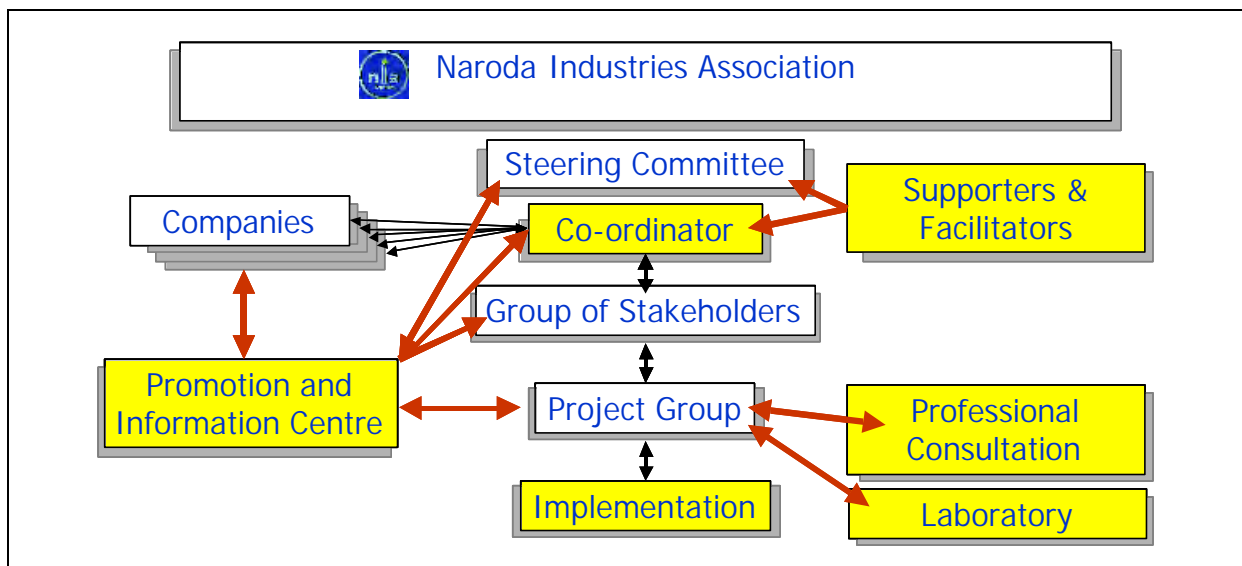 nia
Naroda Industries Association
Steering Committee
Supporters &
Facilitators
Companies
Co-ordinator
Group of Stakeholders
Promotion and
Information Centre
Project Group
Professional
Consultation
Implementation
Laboratory